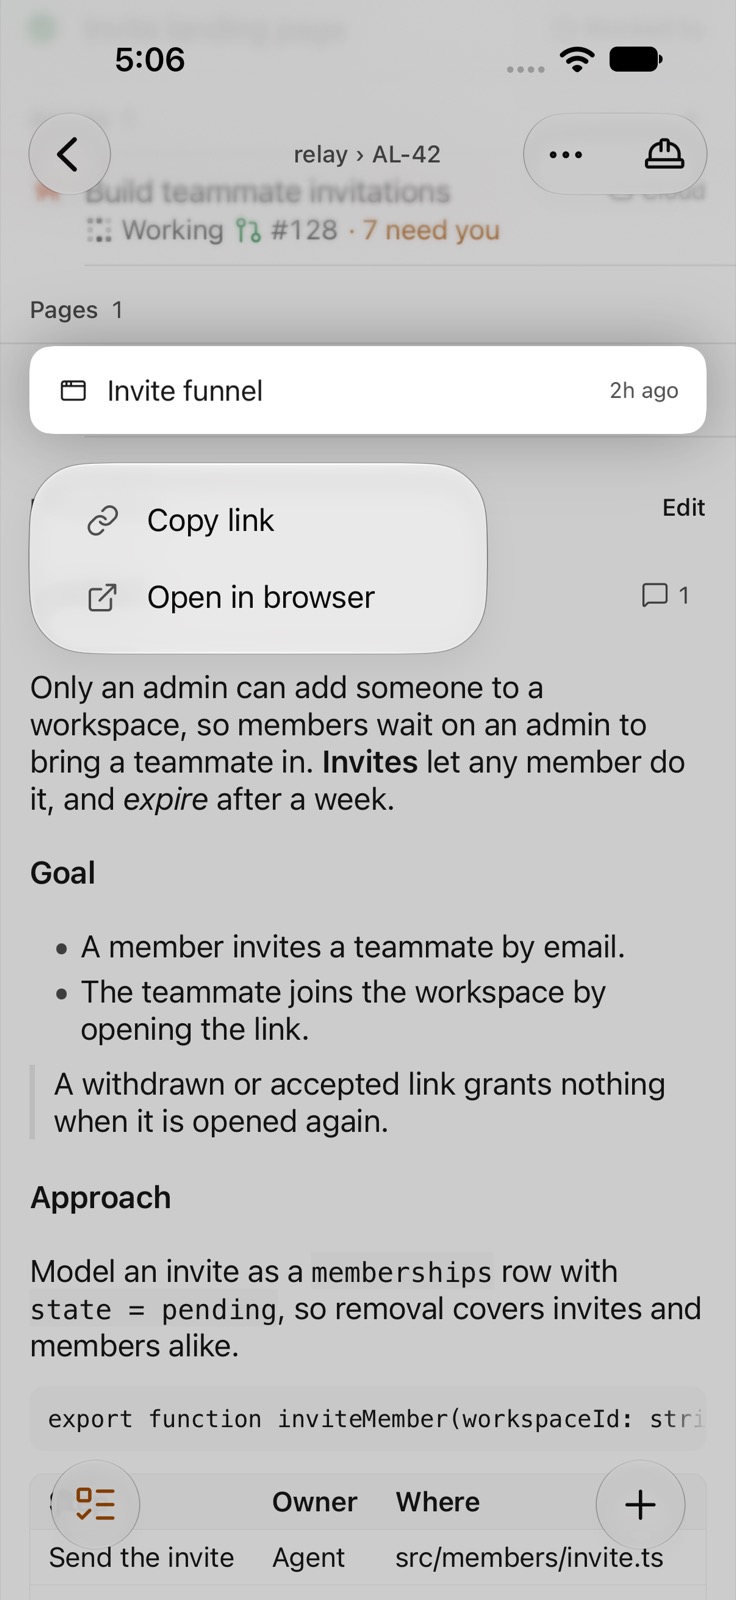 Invite landing page
5:06
relay › AL-42
Build teammate invitations
Cloud
Working #128 · 7 need you
Pages 1
Invite funnel
2h ago
Edit
Copy link
Open in browser
1
Only an admin can add someone to a
workspace, so members wait on an admin to
bring a teammate in. Invites let any member do
it, and expire after a week.
Goal
• A member invites a teammate by email.
• The teammate joins the workspace by
opening the link.
A withdrawn or accepted link grants nothing
when it is opened again.
Approach
Model an invite as a memberships row with
state = pending, so removal covers invites and
members alike.
export function inviteMember(workspaceId: stri
Owner
Where
Send the invite
Agent
src/members/invite.ts